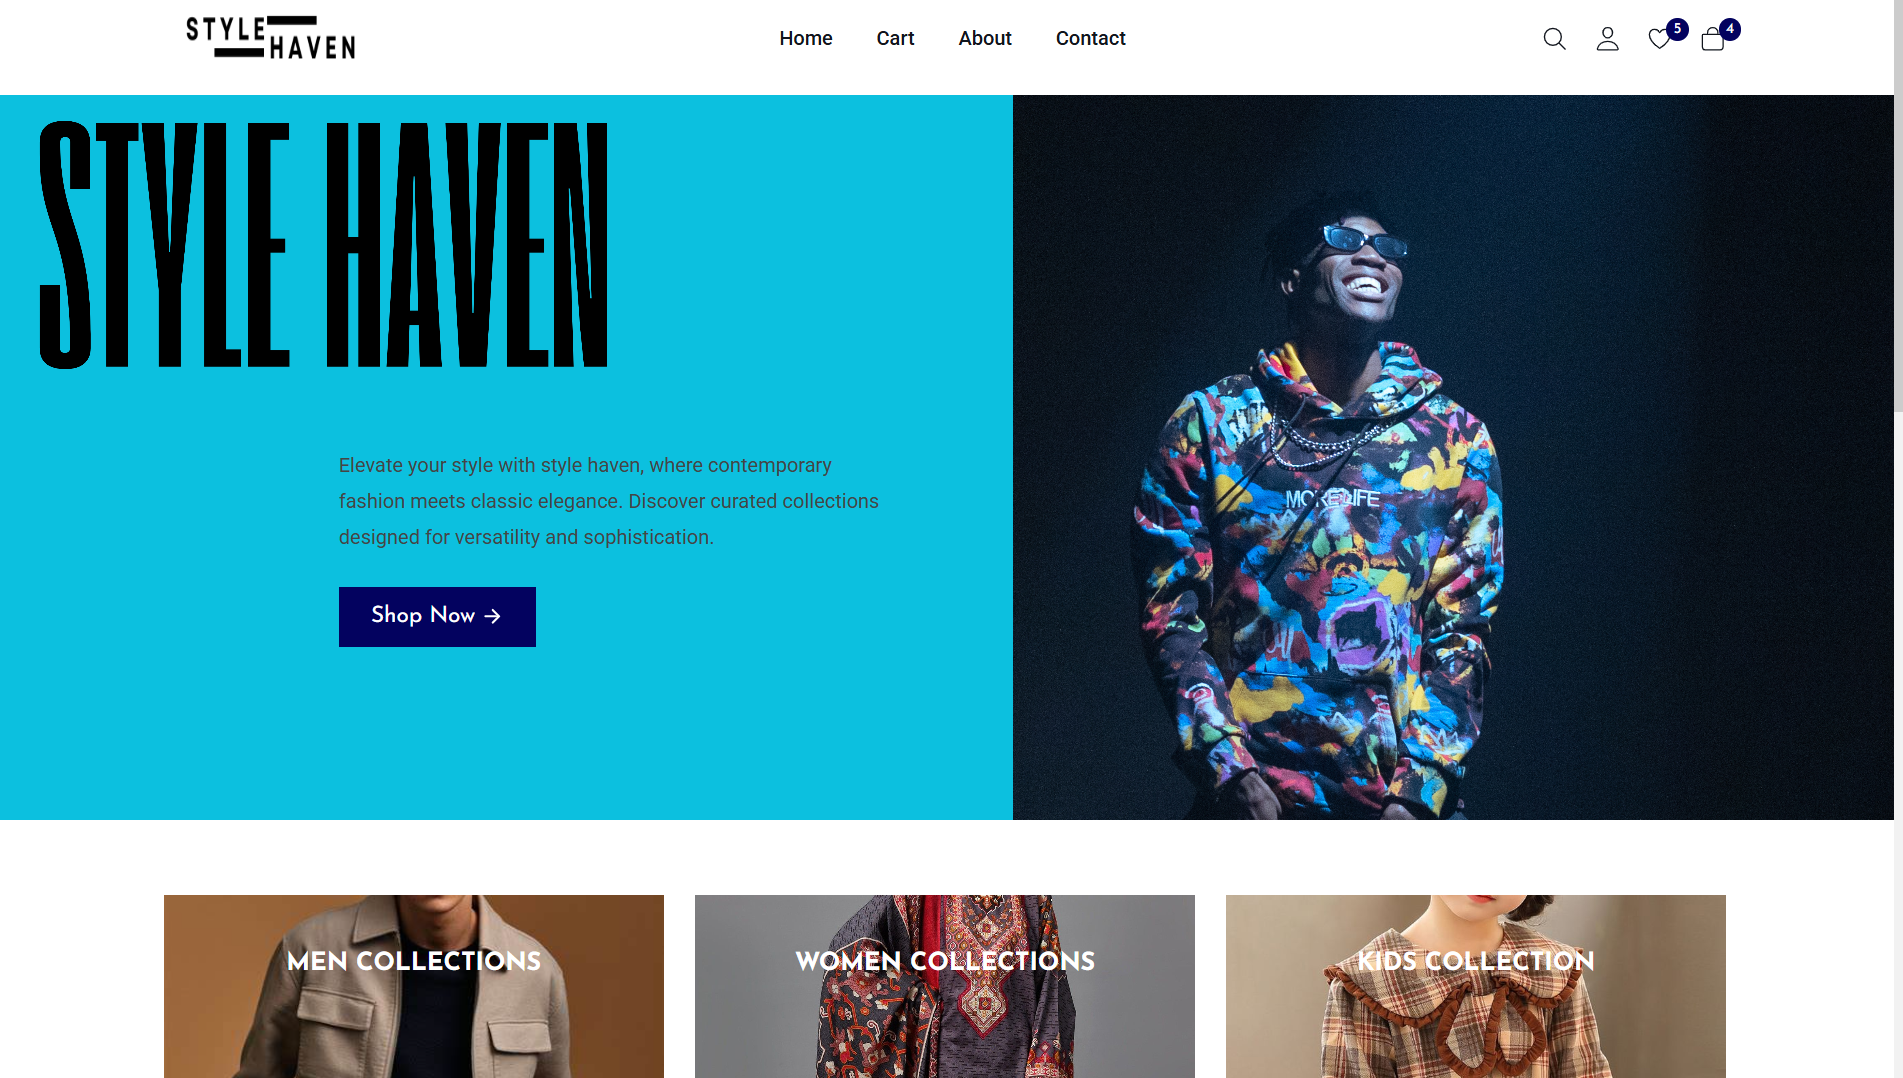 STYLE
HAVEN
Home Cart About Contact
5 4
STYLE HAVEN
Elevate your style with style haven, where contemporary
fashion meets classic elegance. Discover curated collections
designed for versatility and sophistication.
Shop Now →
MORE LIFE
MEN COLLECTIONS
WOMEN COLLECTIONS
KIDS COLLECTION